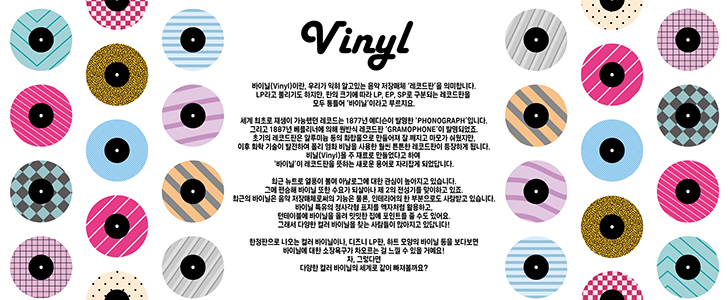 Vinyl
바이닐(Vinyl)이란, 우리가 익히 알고있는 음악 저장매체 '레코드판'을 의미합니다.
LP라고 불리기도 하지만, 판의 크기에 따라 LP, EP, SP로 구분되는 레코드판을
모두 통틀어 '바이닐'이라고 부르지요.
세계 최초로 재생이 가능했던 레코드는 1877년 에디슨이 발명한 'PHONOGRAPH'입니다.
그리고 1887년 베를리너에 의해 원반식 레코드판 'GRAMOPHONE'이 발명되었죠.
초기의 레코드판은 알루미늄 등의 화합물으로 만들어져 잘 깨지고 마모가 쉬웠지만,
이후 화학 기술이 발전하여 폴리 염화 비닐을 사용한 훨씬 튼튼한 레코드판이 등장하게 됩니다.
비닐(Vinyl)을 주 재료로 만들었다고 하여
'바이닐'이 레코드판을 뜻하는 새로운 용어로 자리잡게 되었답니다.
최근 뉴트로 열풍이 불며 아날로그에 대한 관심이 높아지고 있습니다.
그에 편승해 바이닐 또한 수요가 되살아나 제 2의 전성기를 맞이하고 있죠.
최근의 바이닐은 음악 저장매체로써의 기능은 물론, 인테리어의 한 부분으로도 사랑받고 있습니다.
바이닐 특유의 정사각형 표지를 액자처럼 활용하고,
턴테이블에 바이닐을 올려 밋밋한 집에 포인트를 줄 수도 있어요.
그래서 다양한 컬러 바이닐을 찾는 사람들이 많아지고 있답니다!
한정판으로 나오는 컬러 바이닐이나, 디즈니 LP판, 하트 모양의 바이닐 등을 보다보면
바이닐에 대한 소장욕구가 차오르는 걸 느낄 수 있을 거예요!
자, 그렇다면
다양한 컬러 바이닐의 세계로 같이 빠져볼까요?